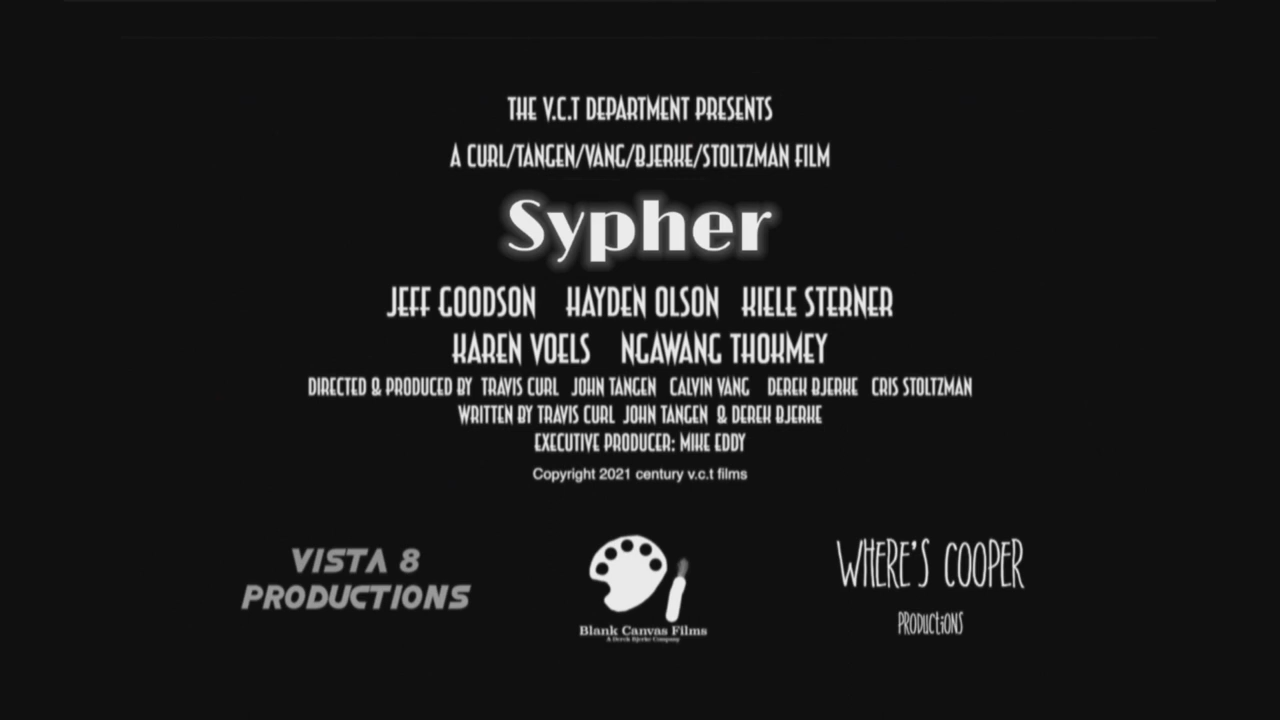 THE V.C.T DEPARTMENT PRESENTS
A CURL/TANGEN/VANG/BJERKE/STOLTZMAN FILM
Sypher
JEFF GOODSON HAYDEN OLSON KIELE STERNER
KAREN VOELS NGAWANG THOKMEY
DIRECTED & PRODUCED BY TRAVIS CURL JOHN TANGEN CALVIN VANG DEREK BJERKE CRIS STOLTZMAN
WRITTEN BY TRAVIS CURL JOHN TANGEN & DEREK BJERKE
EXECUTIVE PRODUCER: MIKE EDDY
Copyright 2021 century v.c.t films
VISTA 8
PRODUCTIONS
Blank Canvas Films
A Derek Bjerke Company
WHERE'S COOPER
PRODUCTiONS